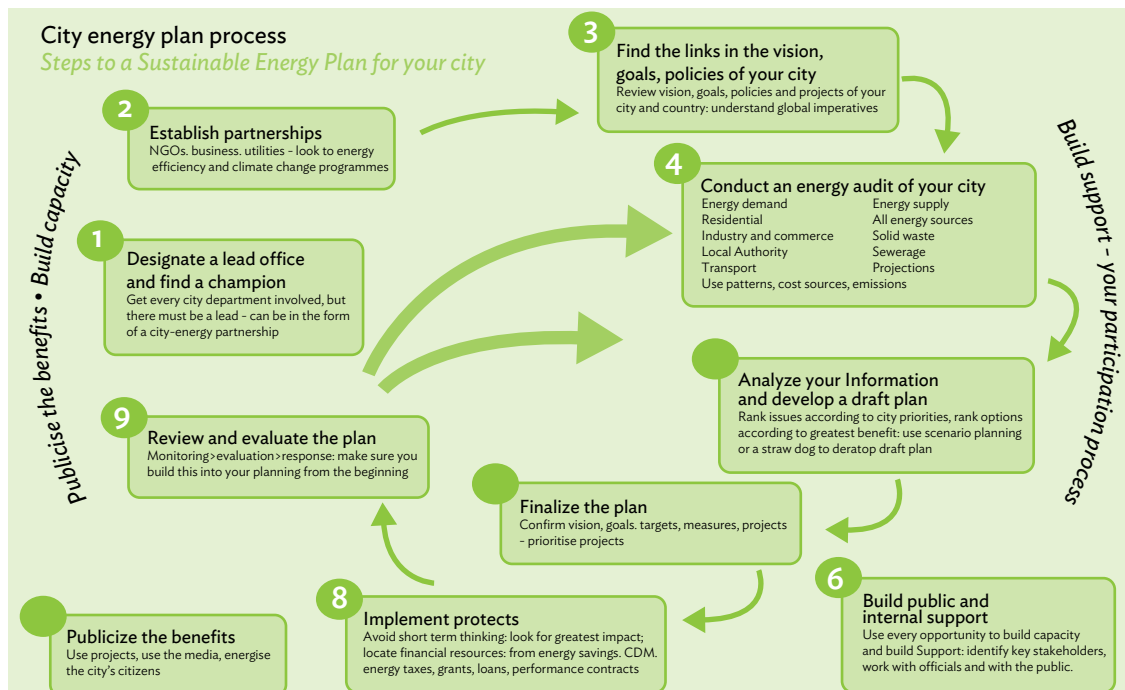 City energy plan process
Steps to a Sustainable Energy Plan for your city
Publicise the benefits • Build capacity
Build support – your participation process
1
Designate a lead office
and find a champion
Get every city department involved, but
there must be a lead – can be in the form
of a city–energy partnership
2
Establish partnerships
NGOs. business. utilities – look to energy
efficiency and climate change programmes
3
Find the links in the vision,
goals, policies of your city
Review vision, goals, policies and projects of your
city and country: understand global imperatives
4
Conduct an energy audit of your city
Energy demand
Residential
Industry and commerce
Local Authority
Transport
Energy supply
All energy sources
Solid waste
Sewerage
Projections
Use patterns, cost sources, emissions
Analyze your Information
and develop a draft plan
Rank issues according to city priorities, rank options
according to greatest benefit: use scenario planning
or a straw dog to deratop draft plan
6
Build public and
internal support
Use every opportunity to build capacity
and build Support: identify key stakeholders,
work with officials and with the public.
Finalize the plan
Confirm vision, goals. targets, measures, projects
– prioritise projects
8
Implement protects
Avoid short term thinking: look for greatest impact;
locate financial resources: from energy savings. CDM.
energy taxes, grants, loans, performance contracts
9
Review and evaluate the plan
Monitoring>evaluation>response: make sure you
build this into your planning from the beginning
Publicize the benefits
Use projects, use the media, energise
the city's citizens